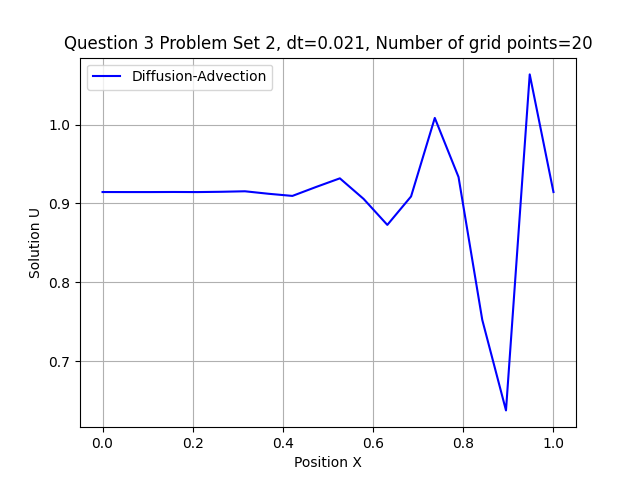 Question 3 Problem Set 2, dt=0.021, Number of grid points=20
Diffusion-Advection
Solution U
1.0
0.9
0.8
0.7
0.0 0.2 0.4 0.6 0.8 1.0
Position X